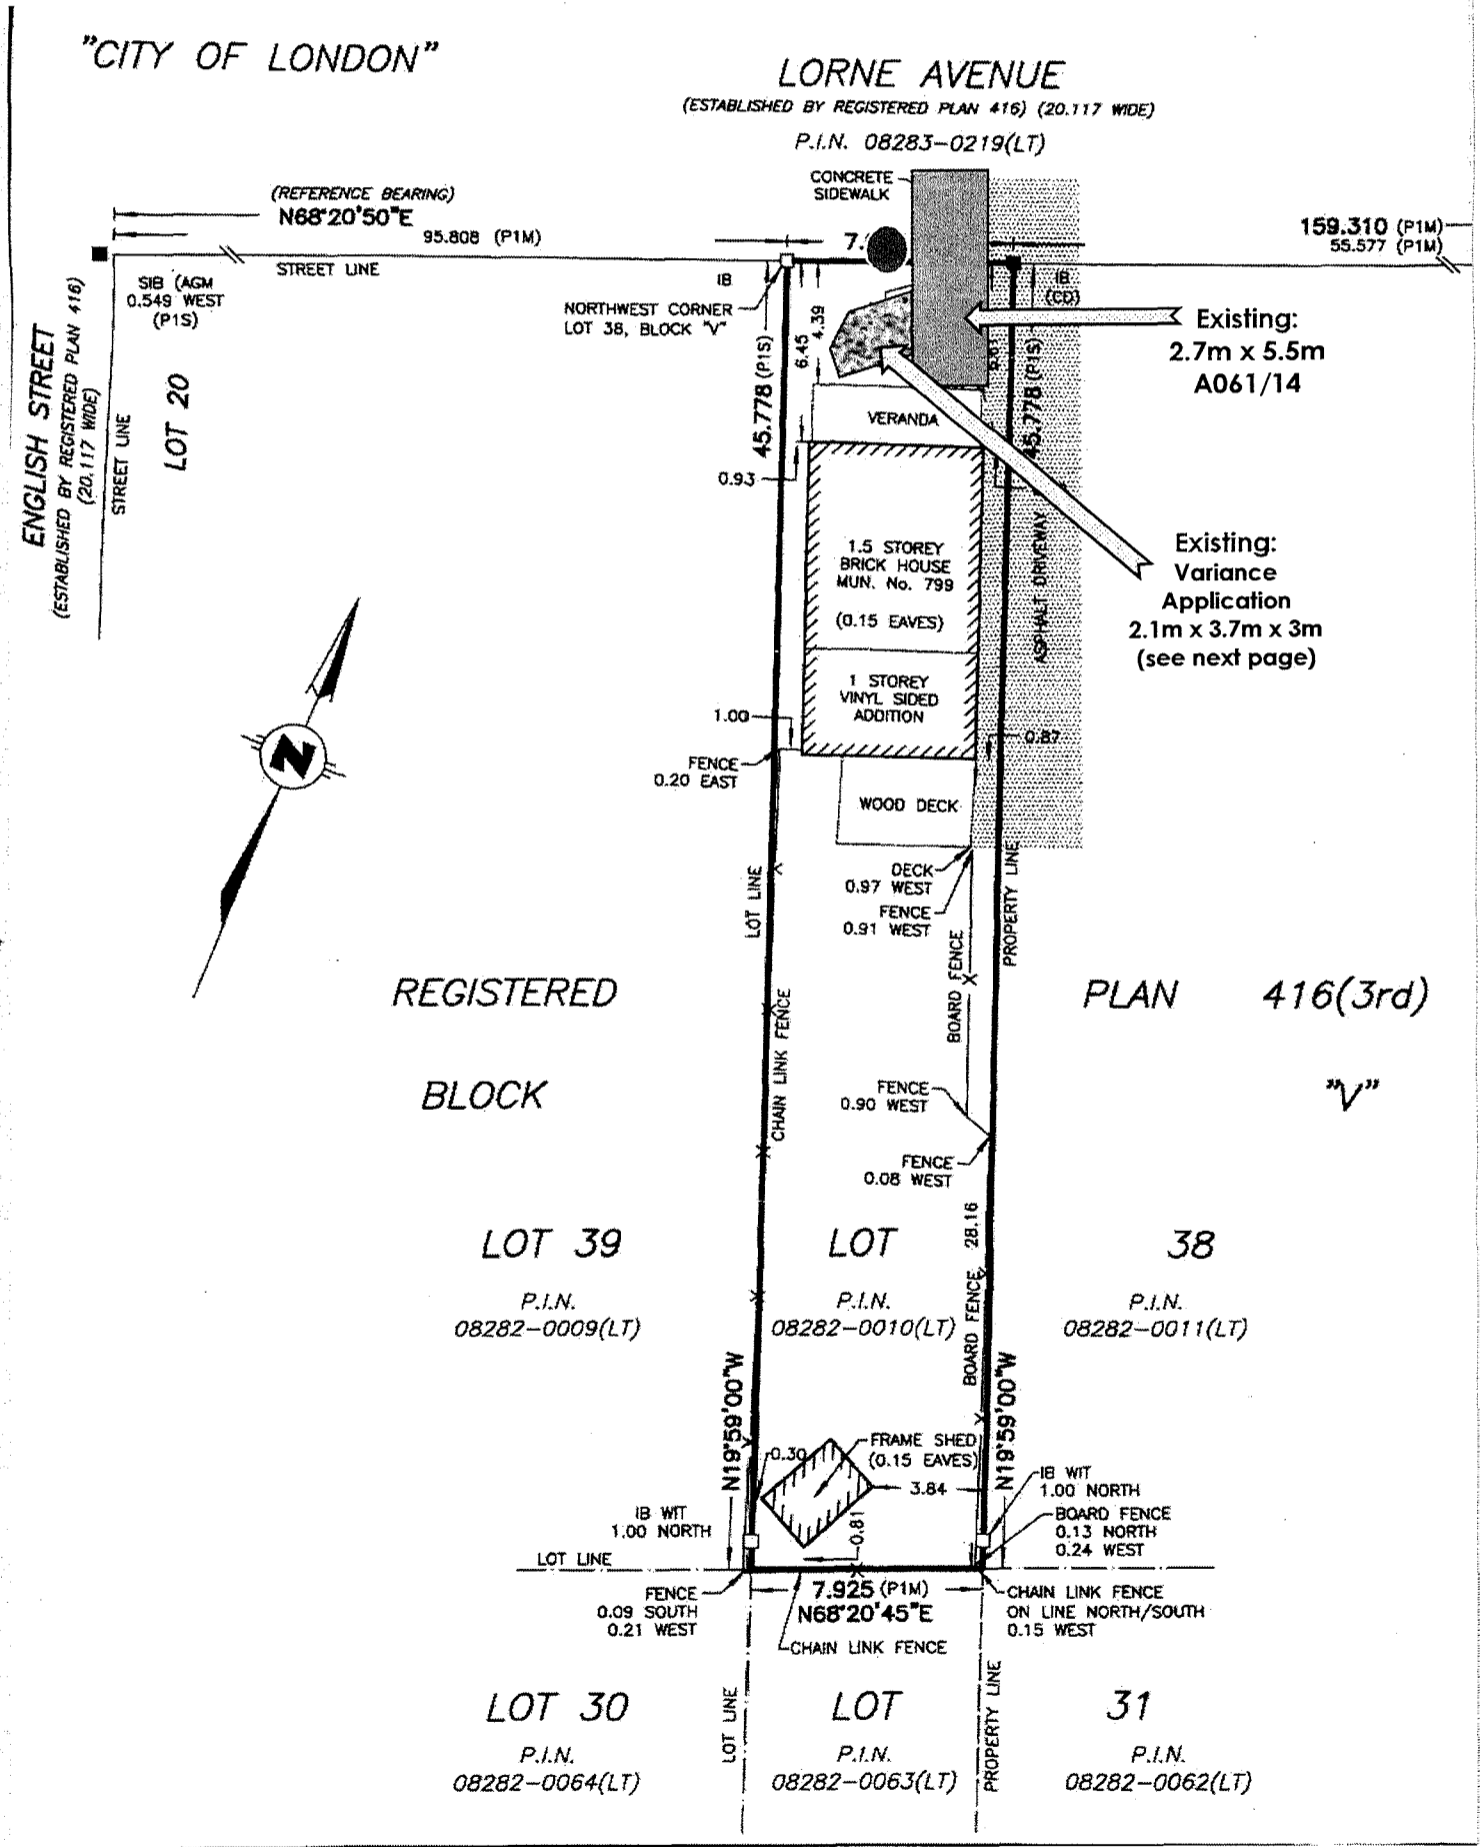 "CITY OF LONDON"
LORNE AVENUE
(ESTABLISHED BY REGISTERED PLAN 416) (20.117 WIDE)
P.I.N. 08283-0219(LT)
CONCRETE
SIDEWALK
(REFERENCE BEARING)
N68°20'50"E
95.808 (P1M)
STREET LINE
159.310 (P1M)
55.577 (P1M)
SIB (AGM
0.549 WEST
(P1S)
IB
IB
(CD)
NORTHWEST CORNER
LOT 38, BLOCK "V"
ENGLISH STREET
(ESTABLISHED BY REGISTERED PLAN 416)
(20.117 WIDE)
STREET LINE
LOT 20
45.778 (P1S)
6.45
4.39
45.778 (P1S)
Existing:
2.7m x 5.5m
A061/14
VERANDA
0.93
1.5 STOREY
BRICK HOUSE
MUN. No. 799
(0.15 EAVES)
ASPHALT DRIVEWAY
Existing:
Variance
Application
2.1m x 3.7m x 3m
(see next page)
1 STOREY
VINYL SIDED
ADDITION
1.00
0.87
FENCE
0.20 EAST
WOOD DECK
N
DECK
0.97 WEST
FENCE
0.91 WEST
LOT LINE
BOARD FENCE
PROPERTY LINE
REGISTERED
PLAN
416(3rd)
CHAIN LINK FENCE
BLOCK
"V"
FENCE
0.90 WEST
FENCE
0.08 WEST
LOT 39
LOT
38
P.I.N.
08282-0009(LT)
P.I.N.
08282-0010(LT)
P.I.N.
08282-0011(LT)
BOARD FENCE 28.16
N19°59'00"W
N19°59'00"W
0.30
FRAME SHED
(0.15 EAVES)
3.84
0.81
IB WIT
1.00 NORTH
IB WIT
1.00 NORTH
BOARD FENCE
0.13 NORTH
0.24 WEST
LOT LINE
FENCE
0.09 SOUTH
0.21 WEST
7.925 (P1M)
N68°20'45"E
CHAIN LINK FENCE
CHAIN LINK FENCE
ON LINE NORTH/SOUTH
0.15 WEST
LOT 30
LOT
31
LOT LINE
PROPERTY LINE
P.I.N.
08282-0064(LT)
P.I.N.
08282-0063(LT)
P.I.N.
08282-0062(LT)